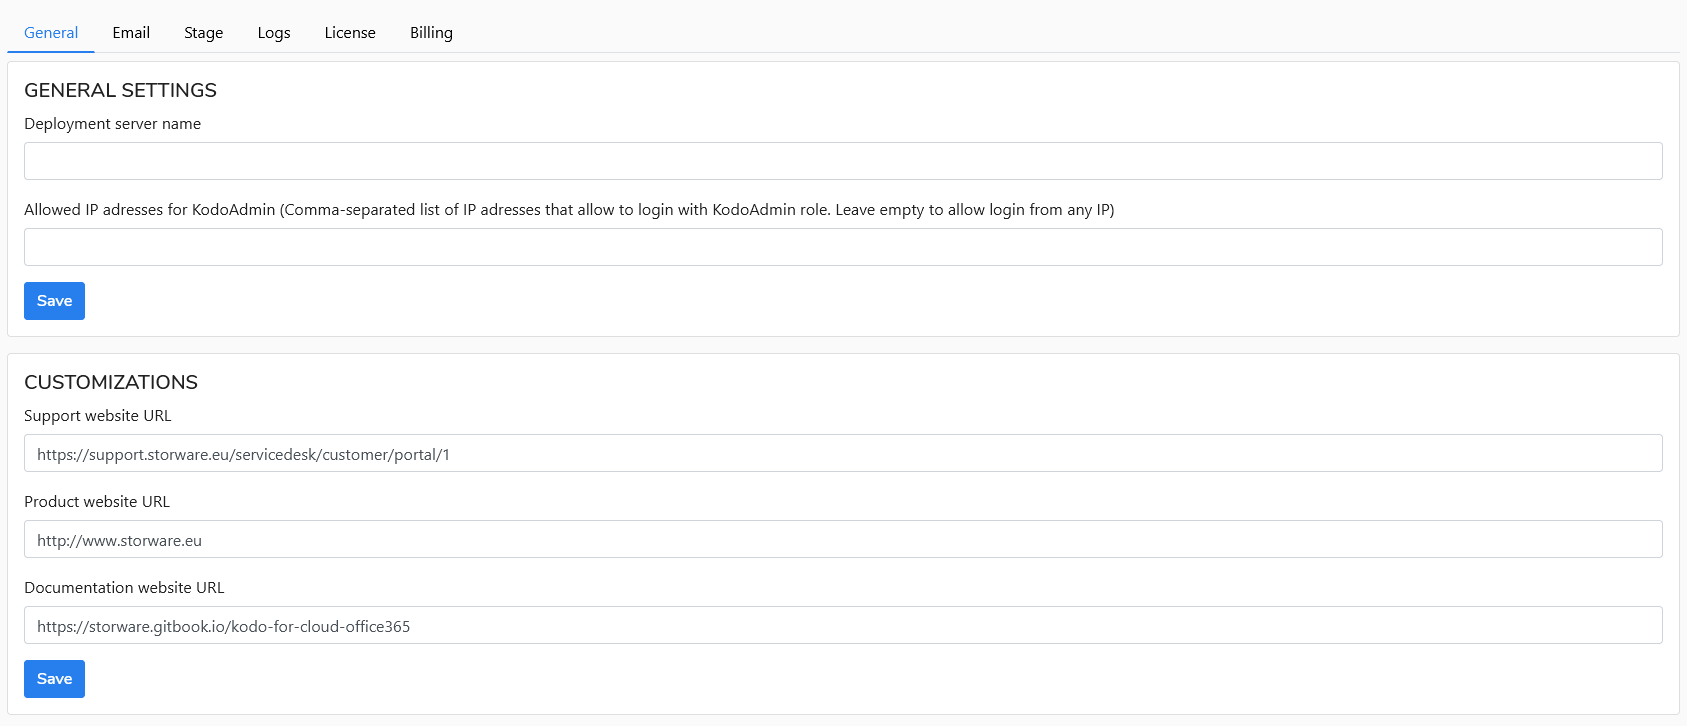 General Email Stage Logs License Billing
GENERAL SETTINGS
Deployment server name
Allowed IP adresses for KodoAdmin (Comma-separated list of IP adresses that allow to login with KodoAdmin role. Leave empty to allow login from any IP)
Save
CUSTOMIZATIONS
Support website URL
https://support.storware.eu/servicedesk/customer/portal/1
Product website URL
http://www.storware.eu
Documentation website URL
https://storware.gitbook.io/kodo-for-cloud-office365
Save